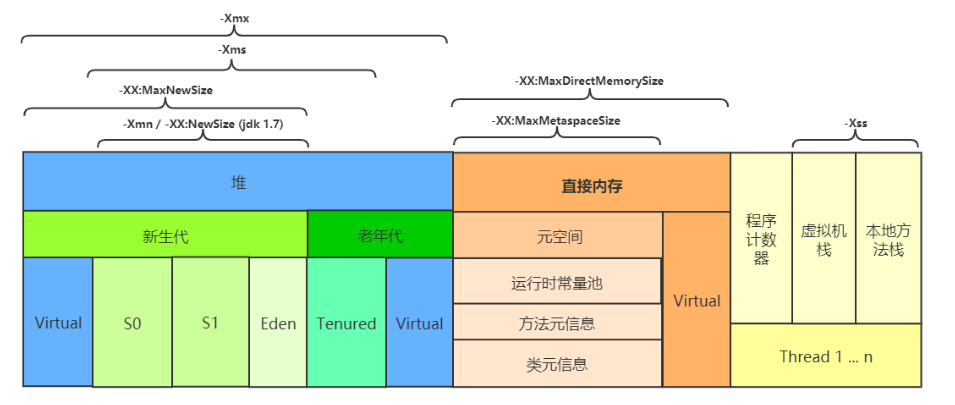 -Xmx
-Xms
-XX:MaxNewSize
-Xmn / -XX:NewSize (jdk 1.7)
-XX:MaxDirectMemorySize
-XX:MaxMetaspaceSize
-Xss
堆
直接内存
新生代
老年代
元空间
Virtual
S0
S1
Eden
Tenured
Virtual
运行时常量池
方法元信息
类元信息
Virtual
程序
计数
器
虚拟机
栈
本地方
法栈
Thread 1 ... n